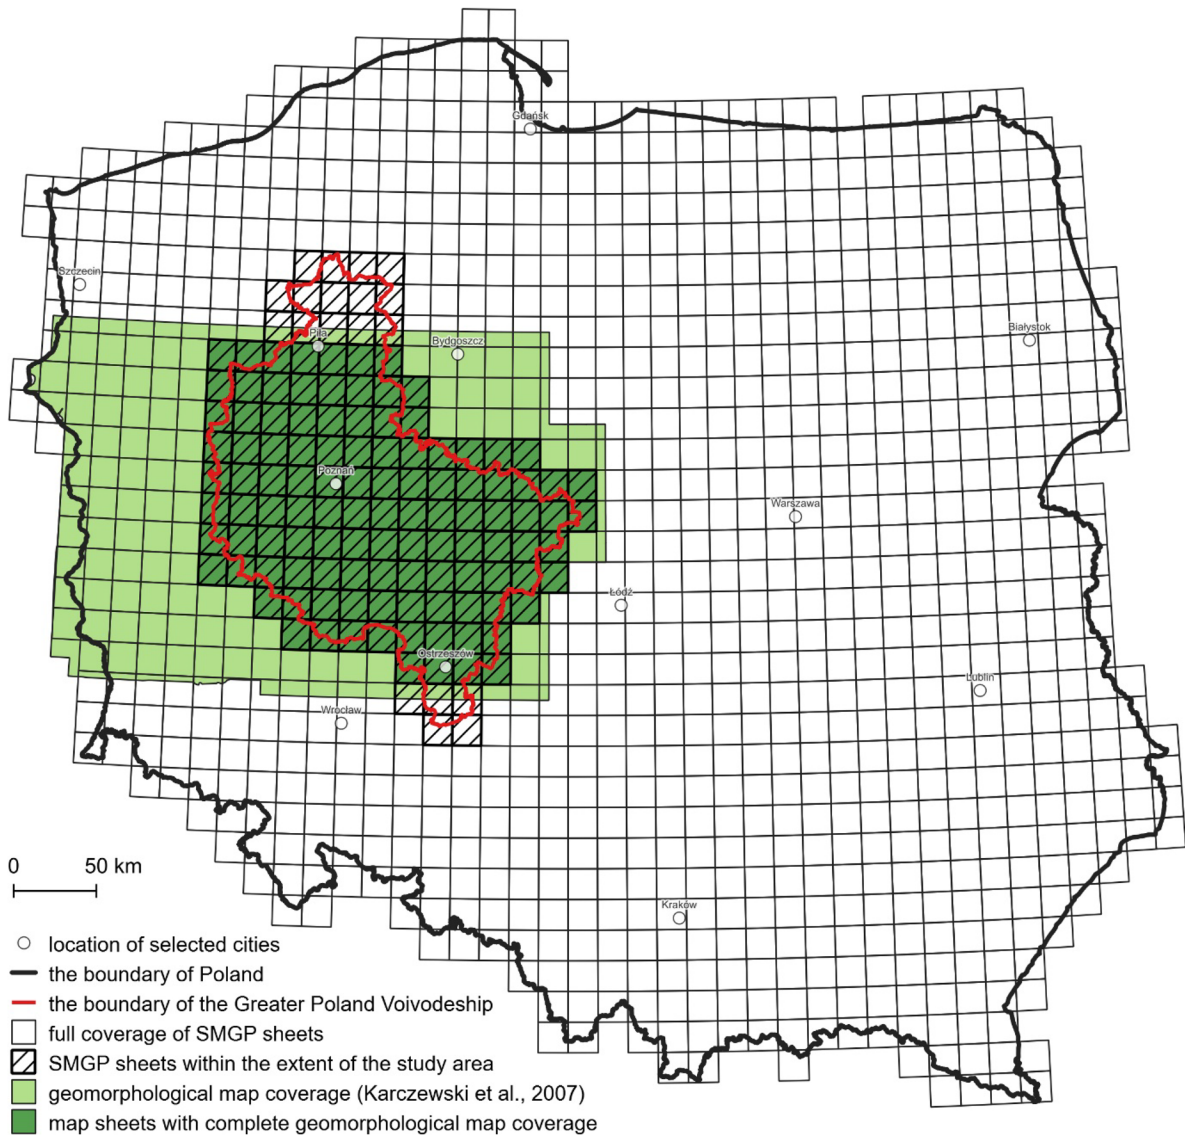 Gdańsk
Szczecin
Piła
Bydgoszcz
Białystok
Poznań
Warszawa
Łódź
Ostrzeszów
Lublin
Wrocław
Kraków
0 50 km
location of selected cities
the boundary of Poland
the boundary of the Greater Poland Voivodeship
full coverage of SMGP sheets
SMGP sheets within the extent of the study area
geomorphological map coverage (Karczewski et al., 2007)
map sheets with complete geomorphological map coverage